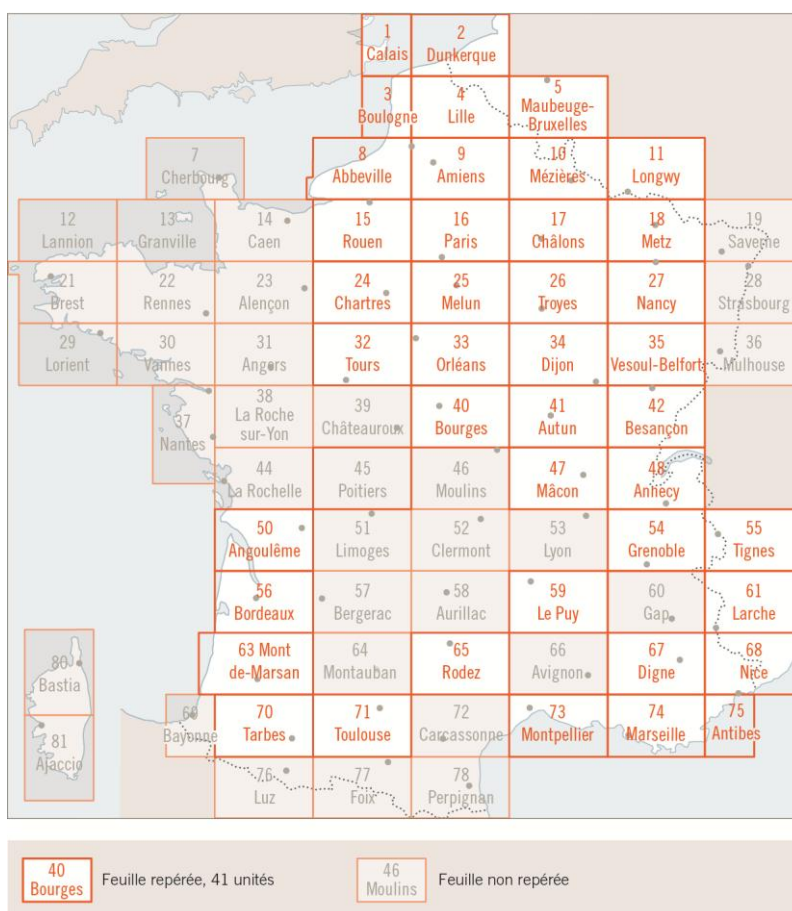 1
Calais
2
Dunkerque
3
Boulogne
4
Lille
5
Maubeuge-
Bruxelles
7
Cherbourg
8
Abbeville
9
Amiens
10
Mézières
11
Longwy
12
Lannion
13
Granville
14
Caen
15
Rouen
16
Paris
17
Châlons
18
Metz
19
Saverne
21
Brest
22
Rennes
23
Alençon
24
Chartres
25
Melun
26
Troyes
27
Nancy
28
Strasbourg
29
Lorient
30
Vannes
31
Angers
32
Tours
33
Orléans
34
Dijon
35
Vesoul-Belfort
36
Mulhouse
37
Nantes
38
La Roche
sur-Yon
39
Châteauroux
40
Bourges
41
Autun
42
Besançon
44
La Rochelle
45
Poitiers
46
Moulins
47
Mâcon
48
Annecy
50
Angoulême
51
Limoges
52
Clermont
53
Lyon
54
Grenoble
55
Tignes
56
Bordeaux
57
Bergerac
58
Aurillac
59
Le Puy
60
Gap
61
Larche
63 Mont
de-Marsan
64
Montauban
65
Rodez
66
Avignon
67
Digne
68
Nice
80
Bastia
69
Bayonne
70
Tarbes
71
Toulouse
72
Carcassonne
73
Montpellier
74
Marseille
75
Antibes
81
Ajaccio
76
Luz
77
Foix
78
Perpignan
40
Bourges
Feuille repérée, 41 unités
46
Moulins
Feuille non repérée